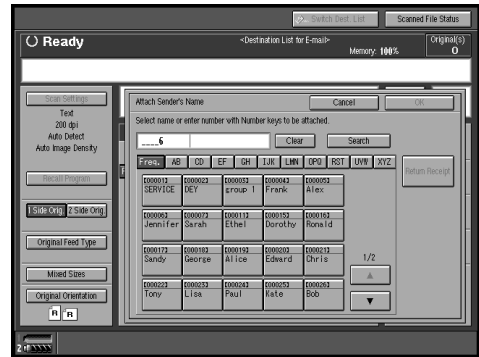 Switch Dest. List
Scanned File Status
Ready
<Destination List for E-mail>
Memory: 100%
Original(s)
0
Scan Settings
Text
200 dpi
Auto Detect
Auto Image Density
Recall Program
1 Side Orig.
2 Side Orig.
Original Feed Type
Mixed Sizes
Original Orientation
R
R
Attach Sender's Name
Cancel
OK
Select name or enter number with Number keys to be attached.
____6
Clear
Search
Freq.
AB
CD
EF
GH
IJK
LMN
OPQ
RST
UVW
XYZ
Return Receipt
[00001]
SERVICE
[00002]
DEY
[00003]
group 1
[00004]
Frank
[00005]
Alex
[00006]
Jennifer
[00007]
Sarah
[00011]
Ethel
[00015]
Dorothy
[00016]
Ronald
[00017]
Sandy
[00018]
George
[00019]
Alice
[00020]
Edward
[00021]
Chris
[00022]
Tony
[00023]
Lisa
[00024]
Paul
[00025]
Kate
[00026]
Bob
1/2
▲
▼